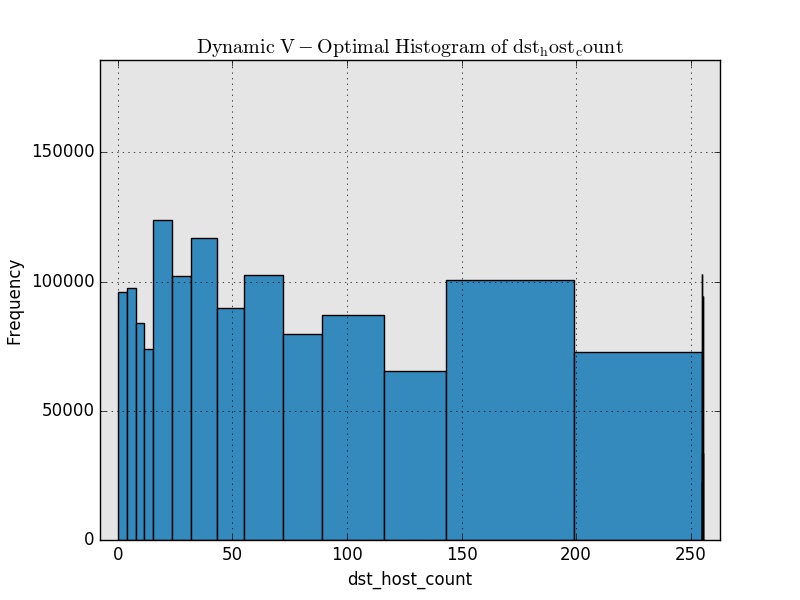 Dynamic V − Optimal Histogram of dst_host_count
150000
100000
50000
0
Frequency
0 50 100 150 200 250
dst_host_count